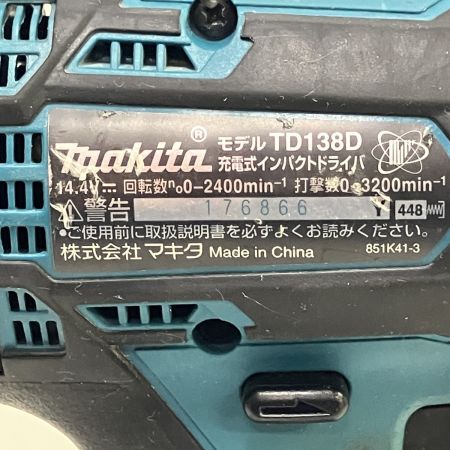 makita® モデル TD138D
充電式インパクトドライバ
14.4V⎓ 回転数n₀0-2400min⁻¹ 打撃数0-3200min⁻¹
⚠警告 176866 Y 448
•ご使用前に取扱説明書を必ずよくお読みください。
株式会社 マキタ Made in China 851K41-3